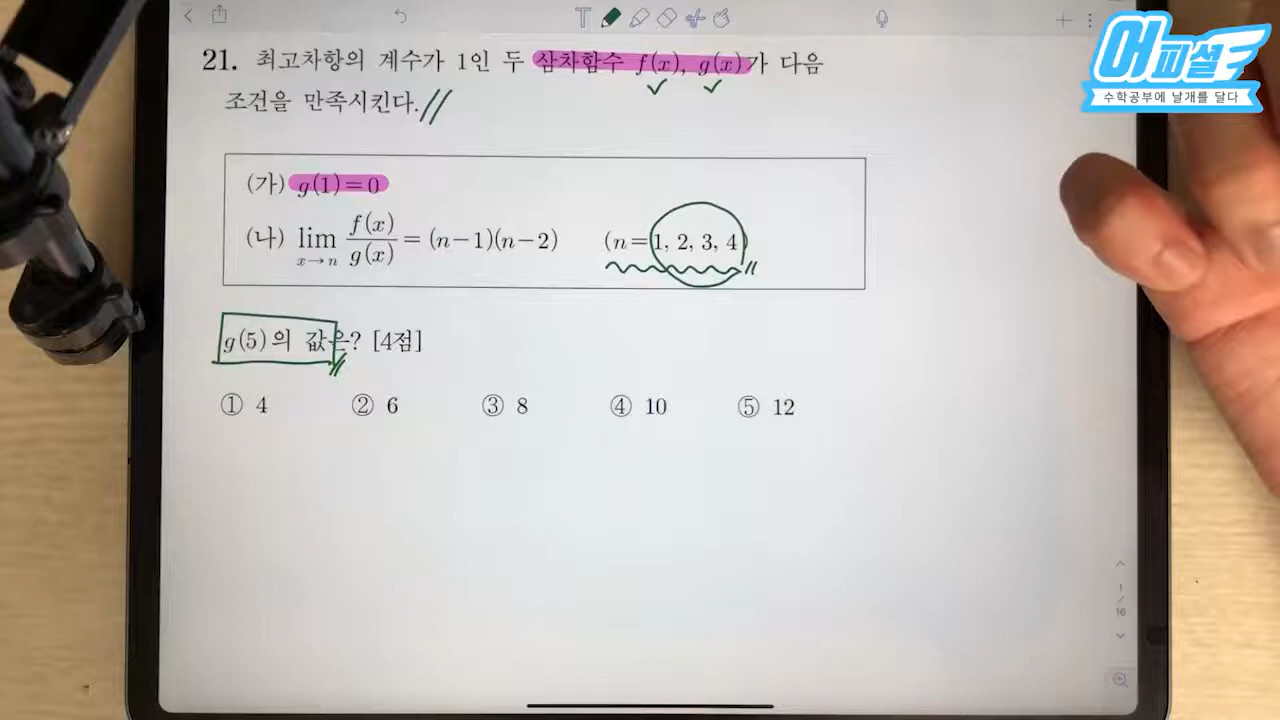 어피셜
수학공부에 날개를 달다
21. 최고차항의 계수가 1인 두 삼차함수 f(x), g(x)가 다음
조건을 만족시킨다.
(가) g(1)=0
(나) lim x→n f(x)/g(x) = (n-1)(n-2) (n=1, 2, 3, 4)
g(5)의 값은? [4점]
① 4 ② 6 ③ 8 ④ 10 ⑤ 12
1
/
16